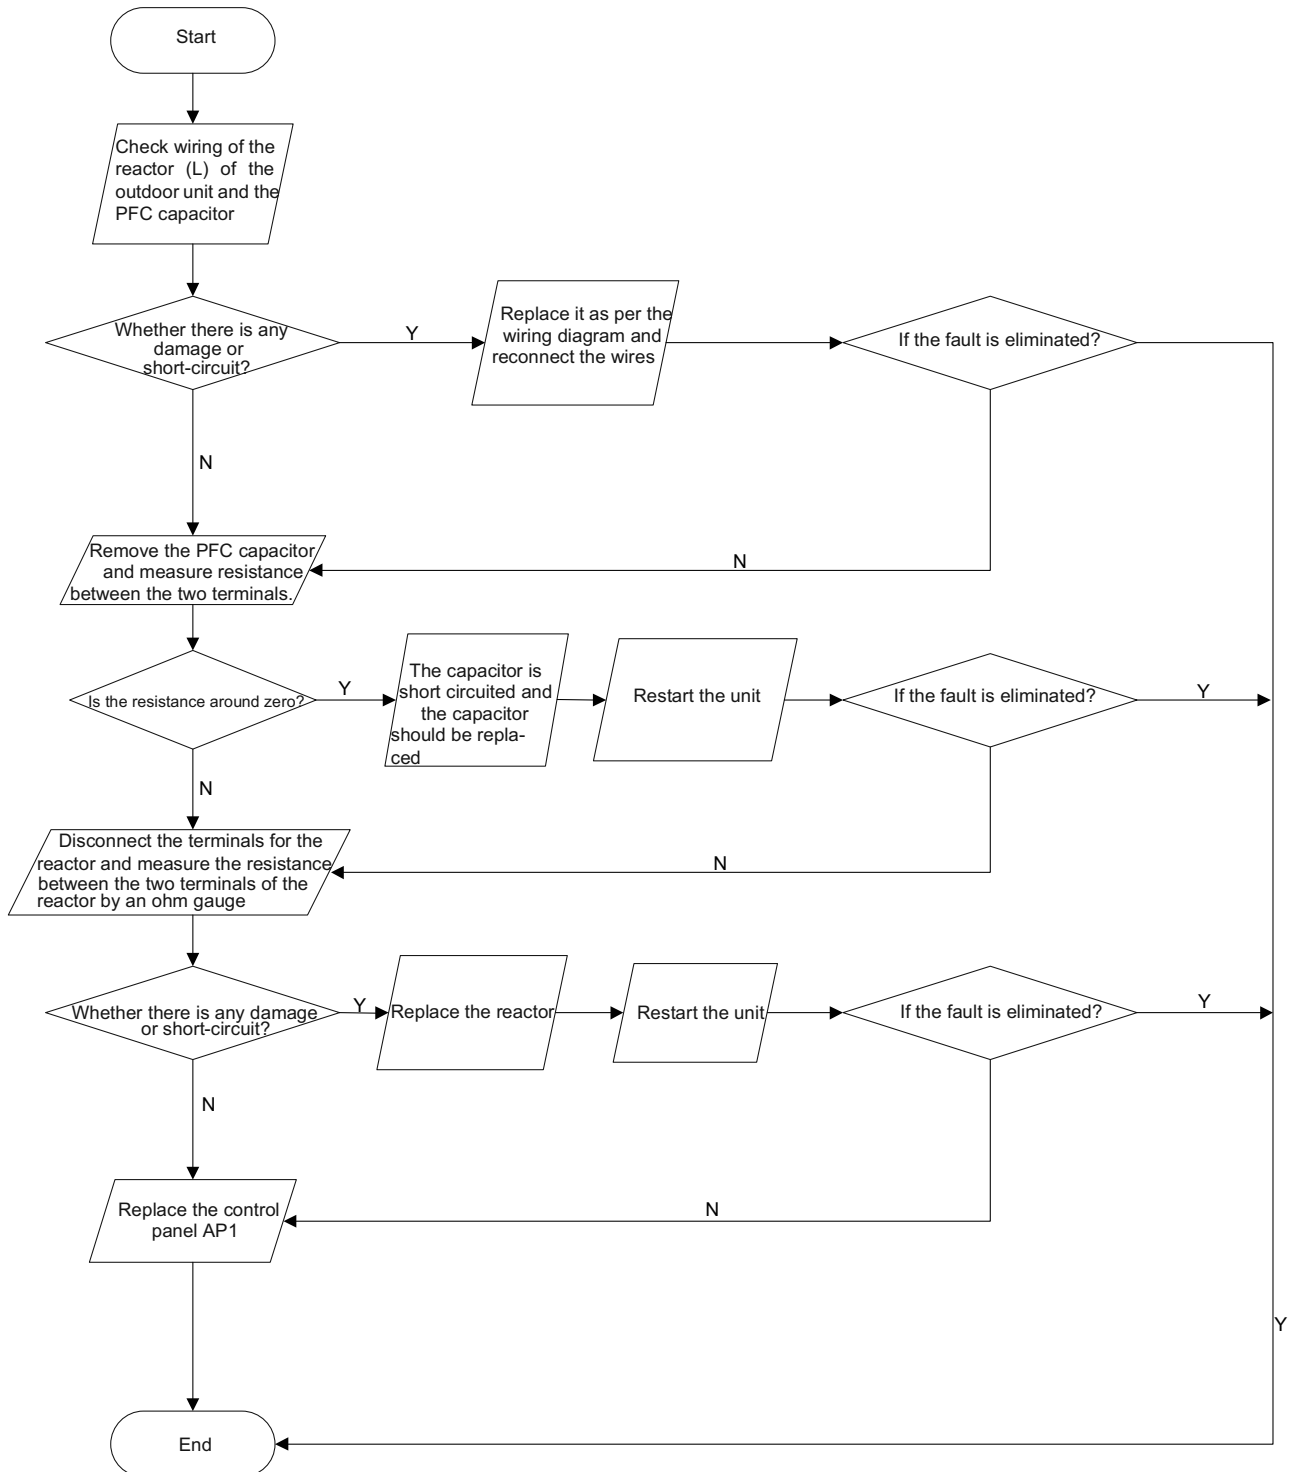 Start
Check wiring of the
reactor (L) of the
outdoor unit and the
PFC capacitor
Whether there is any
damage or
short-circuit?
Y
Replace it as per the
wiring diagram and
reconnect the wires
If the fault is eliminated?
N
Remove the PFC capacitor
and measure resistance
between the two terminals.
N
Is the resistance around zero?
Y
The capacitor is
short circuited and
the capacitor
should be repla-
ced
Restart the unit
If the fault is eliminated?
Y
N
Disconnect the terminals for the
reactor and measure the resistance
between the two terminals of the
reactor by an ohm gauge
N
Whether there is any damage
or short-circuit?
Y
Replace the reactor
Restart the unit
If the fault is eliminated?
Y
N
Replace the control
panel AP1
N
Y
End